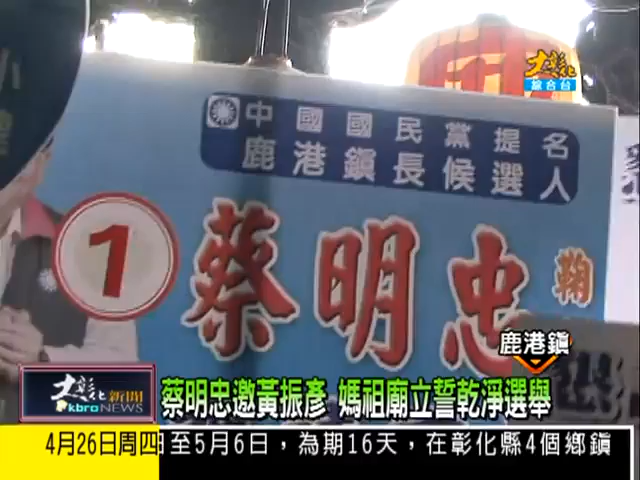 大彰化
綜合台
中國國民黨提名
鹿港鎮長候選人
1
蔡明忠
鞠
鹿港鎮
大彰化新聞
kbro NEWS
蔡明忠邀黃振彥 媽祖廟立誓乾淨選舉
4月26日周四
日至5月6日，為期16天，在彰化縣4個鄉鎮